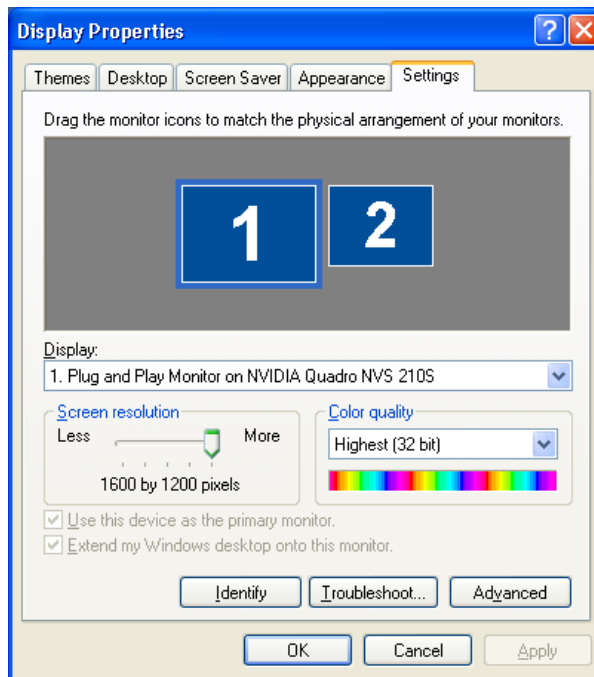 Display Properties
?
Themes Desktop Screen Saver Appearance Settings
Drag the monitor icons to match the physical arrangement of your monitors.
1 2
Display:
1. Plug and Play Monitor on NVIDIA Quadro NVS 210S
Screen resolution Color quality
Less More Highest (32 bit)
1600 by 1200 pixels
Use this device as the primary monitor.
Extend my Windows desktop onto this monitor.
Identify Troubleshoot... Advanced
OK Cancel Apply